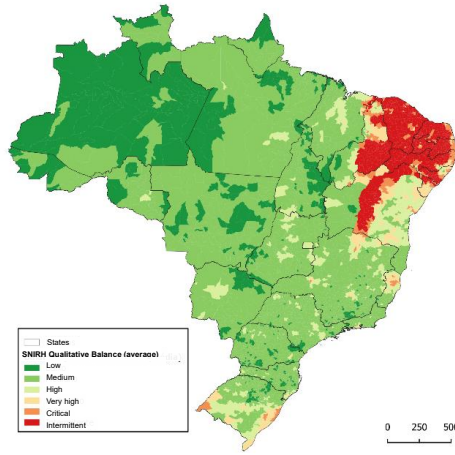 States
SNIRH Qualitative Balance (average)
Low
Medium
High
Very high
Critical
Intermittent
0 250 500